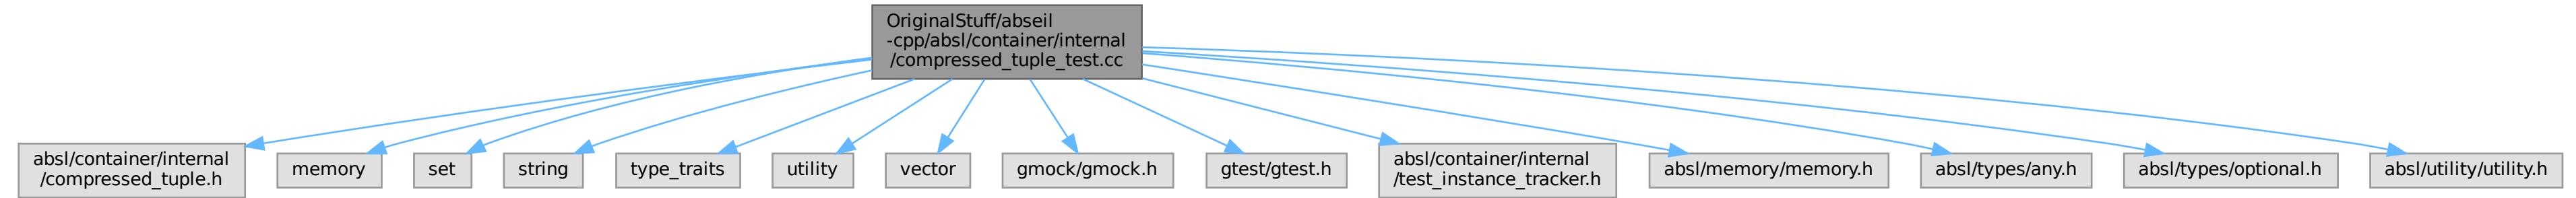 OriginalStuff/abseil
-cpp/absl/container/internal
/compressed_tuple_test.cc
absl/container/internal
/compressed_tuple.h
memory
set
string
type_traits
utility
vector
gmock/gmock.h
gtest/gtest.h
absl/container/internal
/test_instance_tracker.h
absl/memory/memory.h
absl/types/any.h
absl/types/optional.h
absl/utility/utility.h